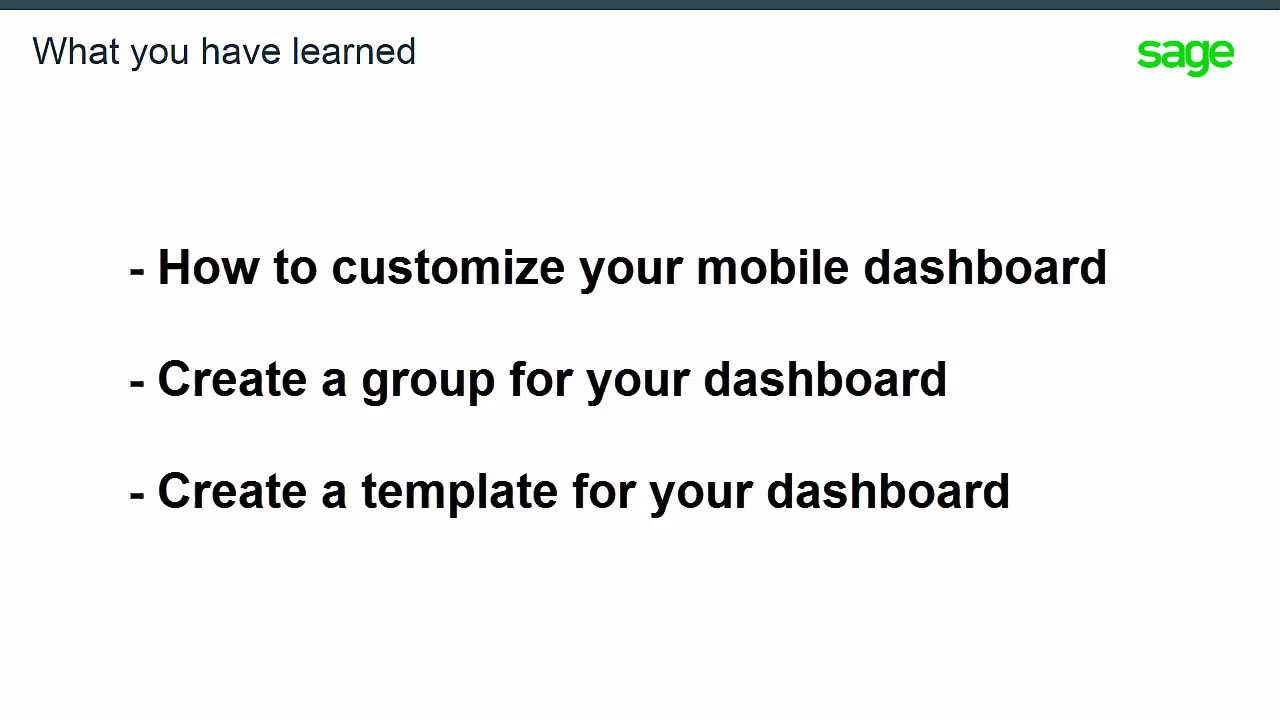 What you have learned
sage
- How to customize your mobile dashboard
- Create a group for your dashboard
- Create a template for your dashboard